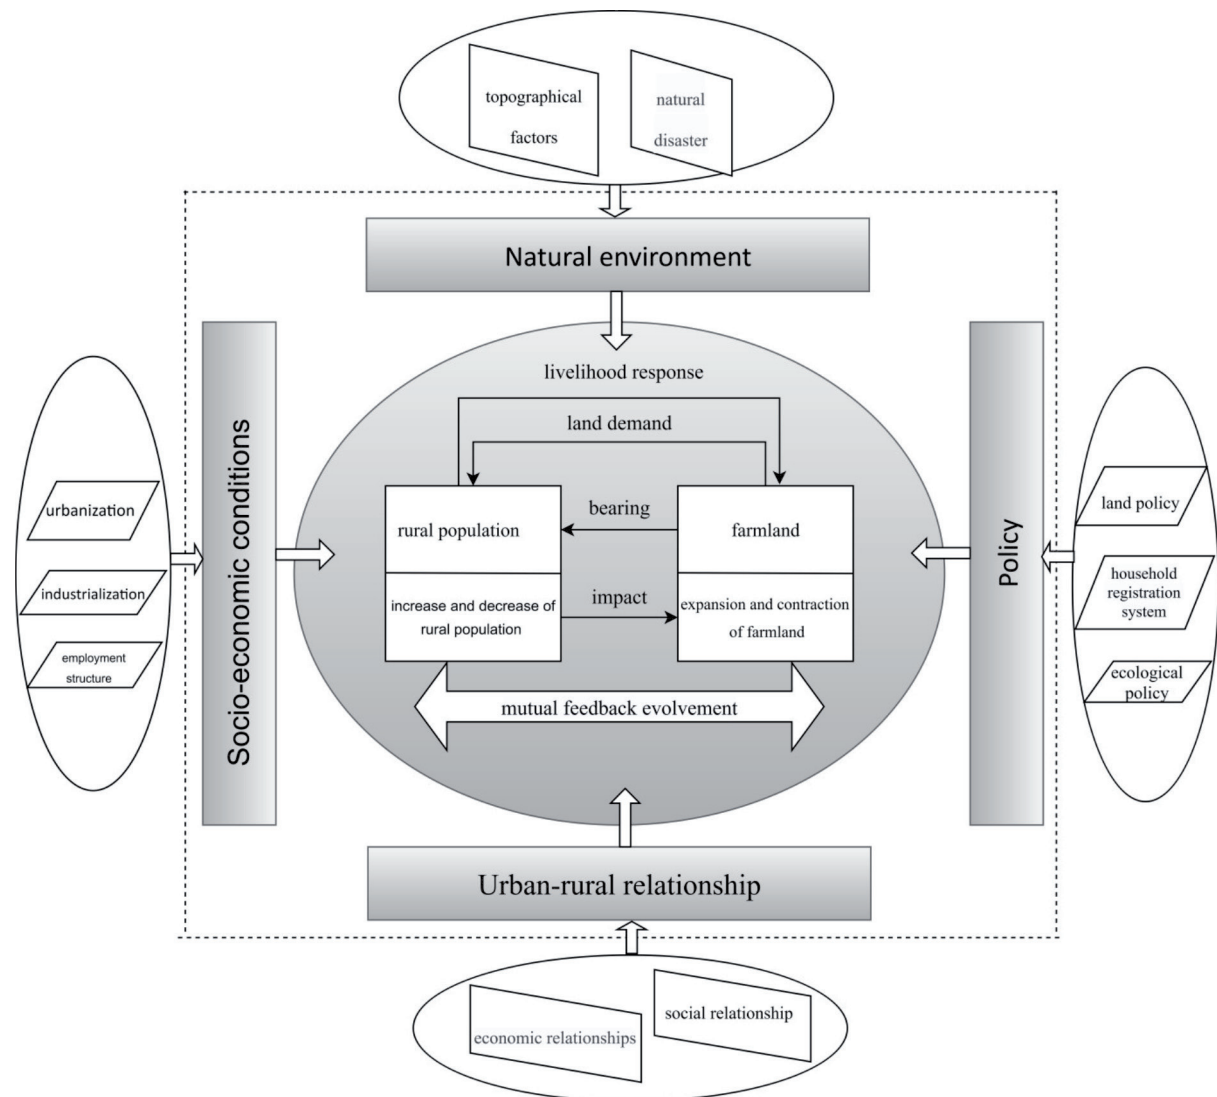 topographical
factors
natural
disaster
Natural environment
livelihood response
land demand
Socio-economic conditions
urbanization
industrialization
employment
structure
rural population
bearing
farmland
increase and decrease of
rural population
impact
expansion and contraction
of farmland
mutual feedback evolvement
Policy
land policy
household
registration
system
ecological
policy
Urban-rural relationship
economic relationships
social relationship